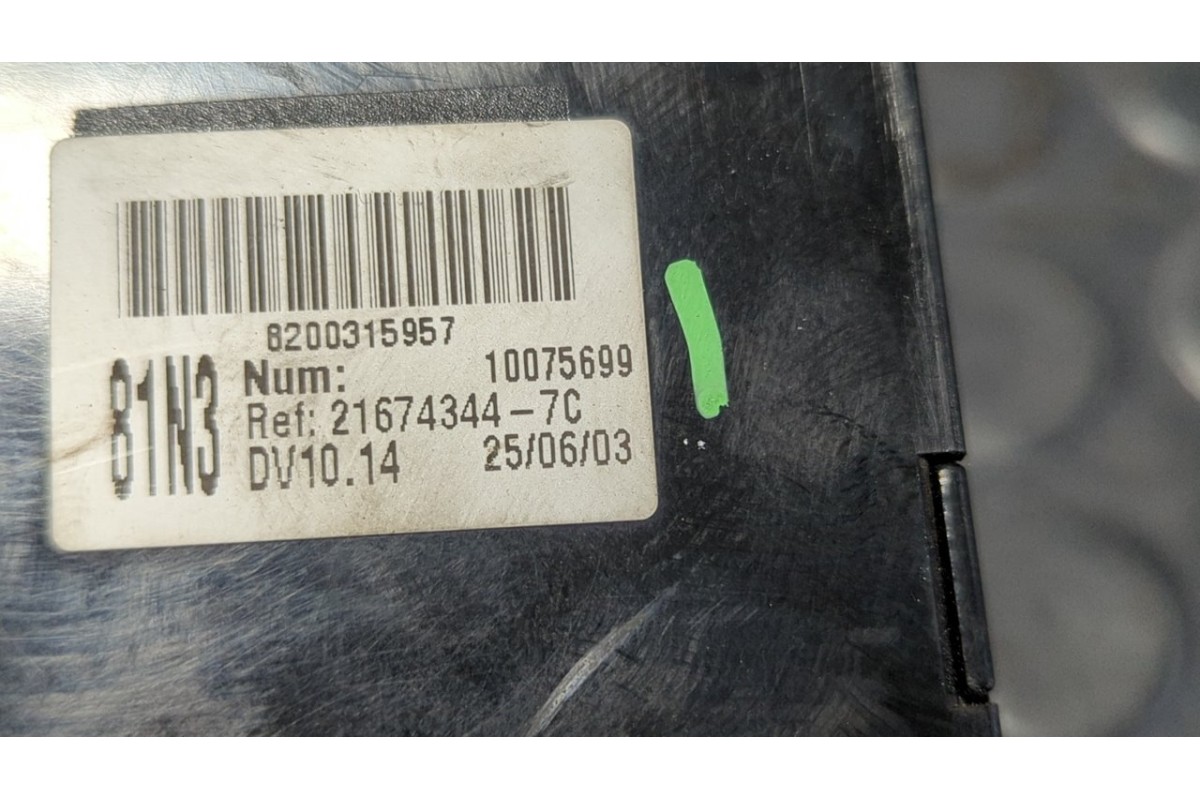 8200315957
81N3
Num: 10075699
Ref: 21674344-7C
DV10.14 25/06/03